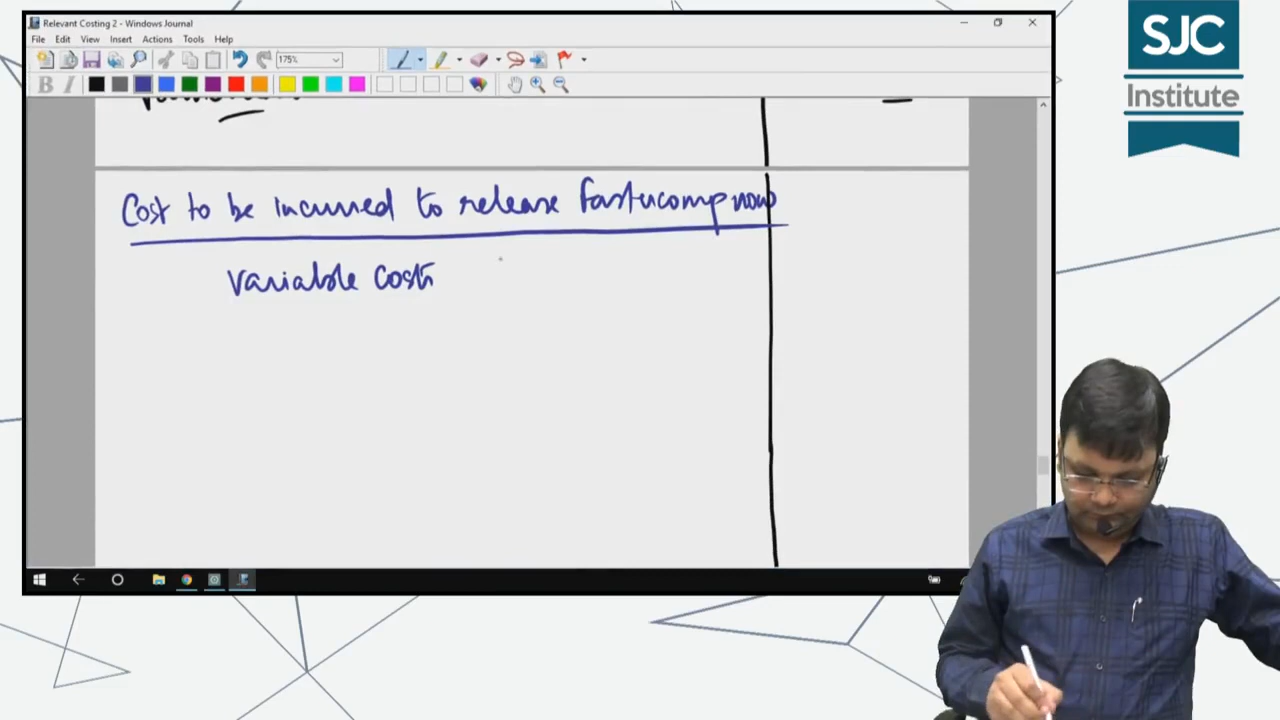 Relevant Costing 2 - Windows Journal
File Edit View Insert Actions Tools Help
175%
B I
Cost to be incurred to release Fastercomp now
Variable Costs
SJC
Institute